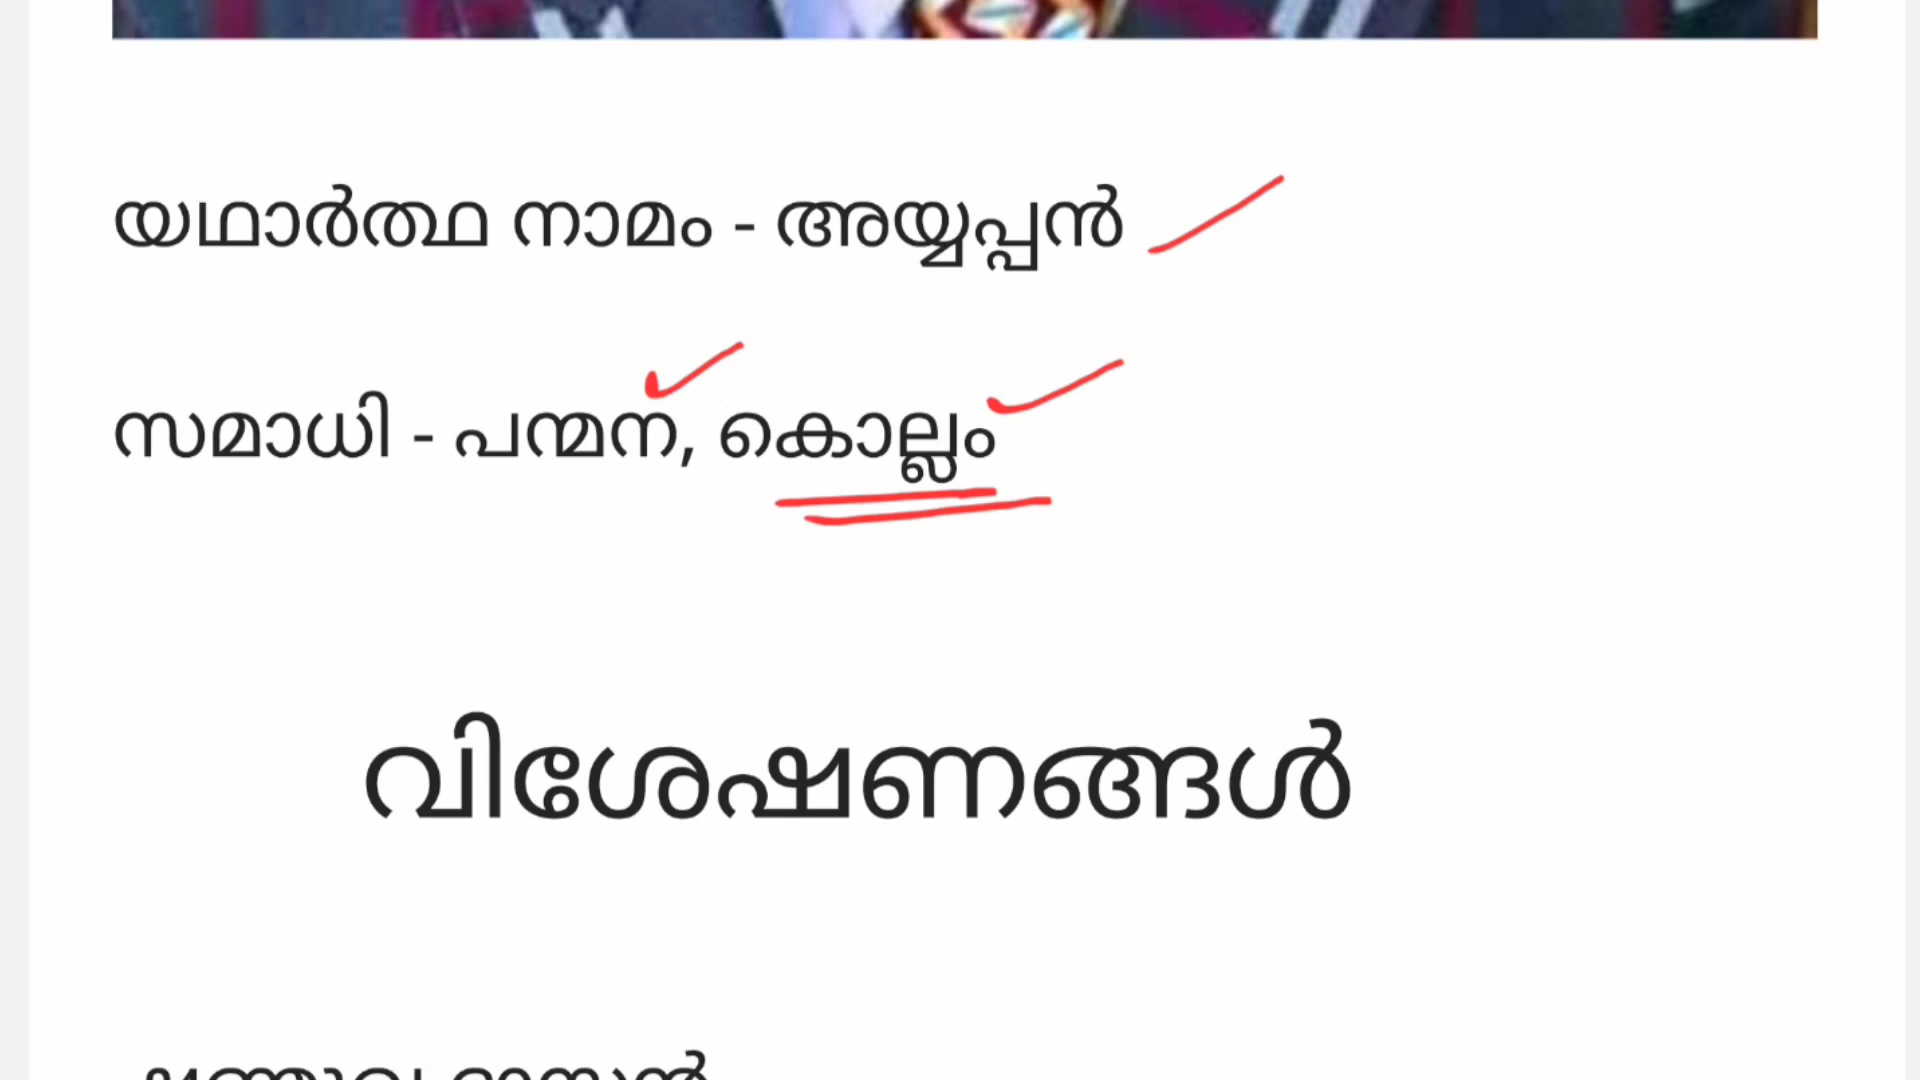 യഥാർത്ഥ നാമം - അയ്യപ്പൻ
സമാധി - പന്മന, കൊല്ലം
വിശേഷണങ്ങൾ